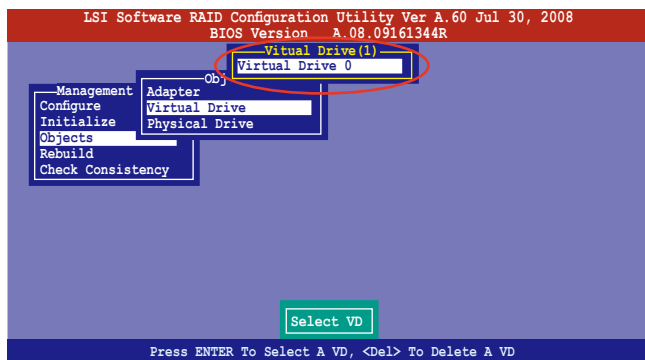 LSI Software RAID Configuration Utility Ver A.60 Jul 30, 2008
BIOS Version A.08.09161344R
Vitual Drive(1)
Virtual Drive 0
Obj
Management
Adapter
Configure
Virtual Drive
Initialize
Physical Drive
Objects
Rebuild
Check Consistency
Select VD
Press ENTER To Select A VD, <Del> To Delete A VD